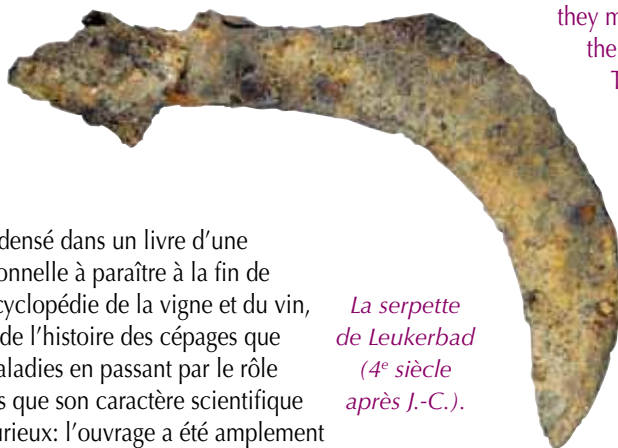 they m
the
T
densé dans un livre d’une
onnelle à paraître à la fin de
cyclopédie de la vigne et du vin,
de l’histoire des cépages que
aladies en passant par le rôle
s que son caractère scientifique
urieux: l’ouvrage a été amplement
La serpette
de Leukerbad
(4e siècle
après J.-C.).